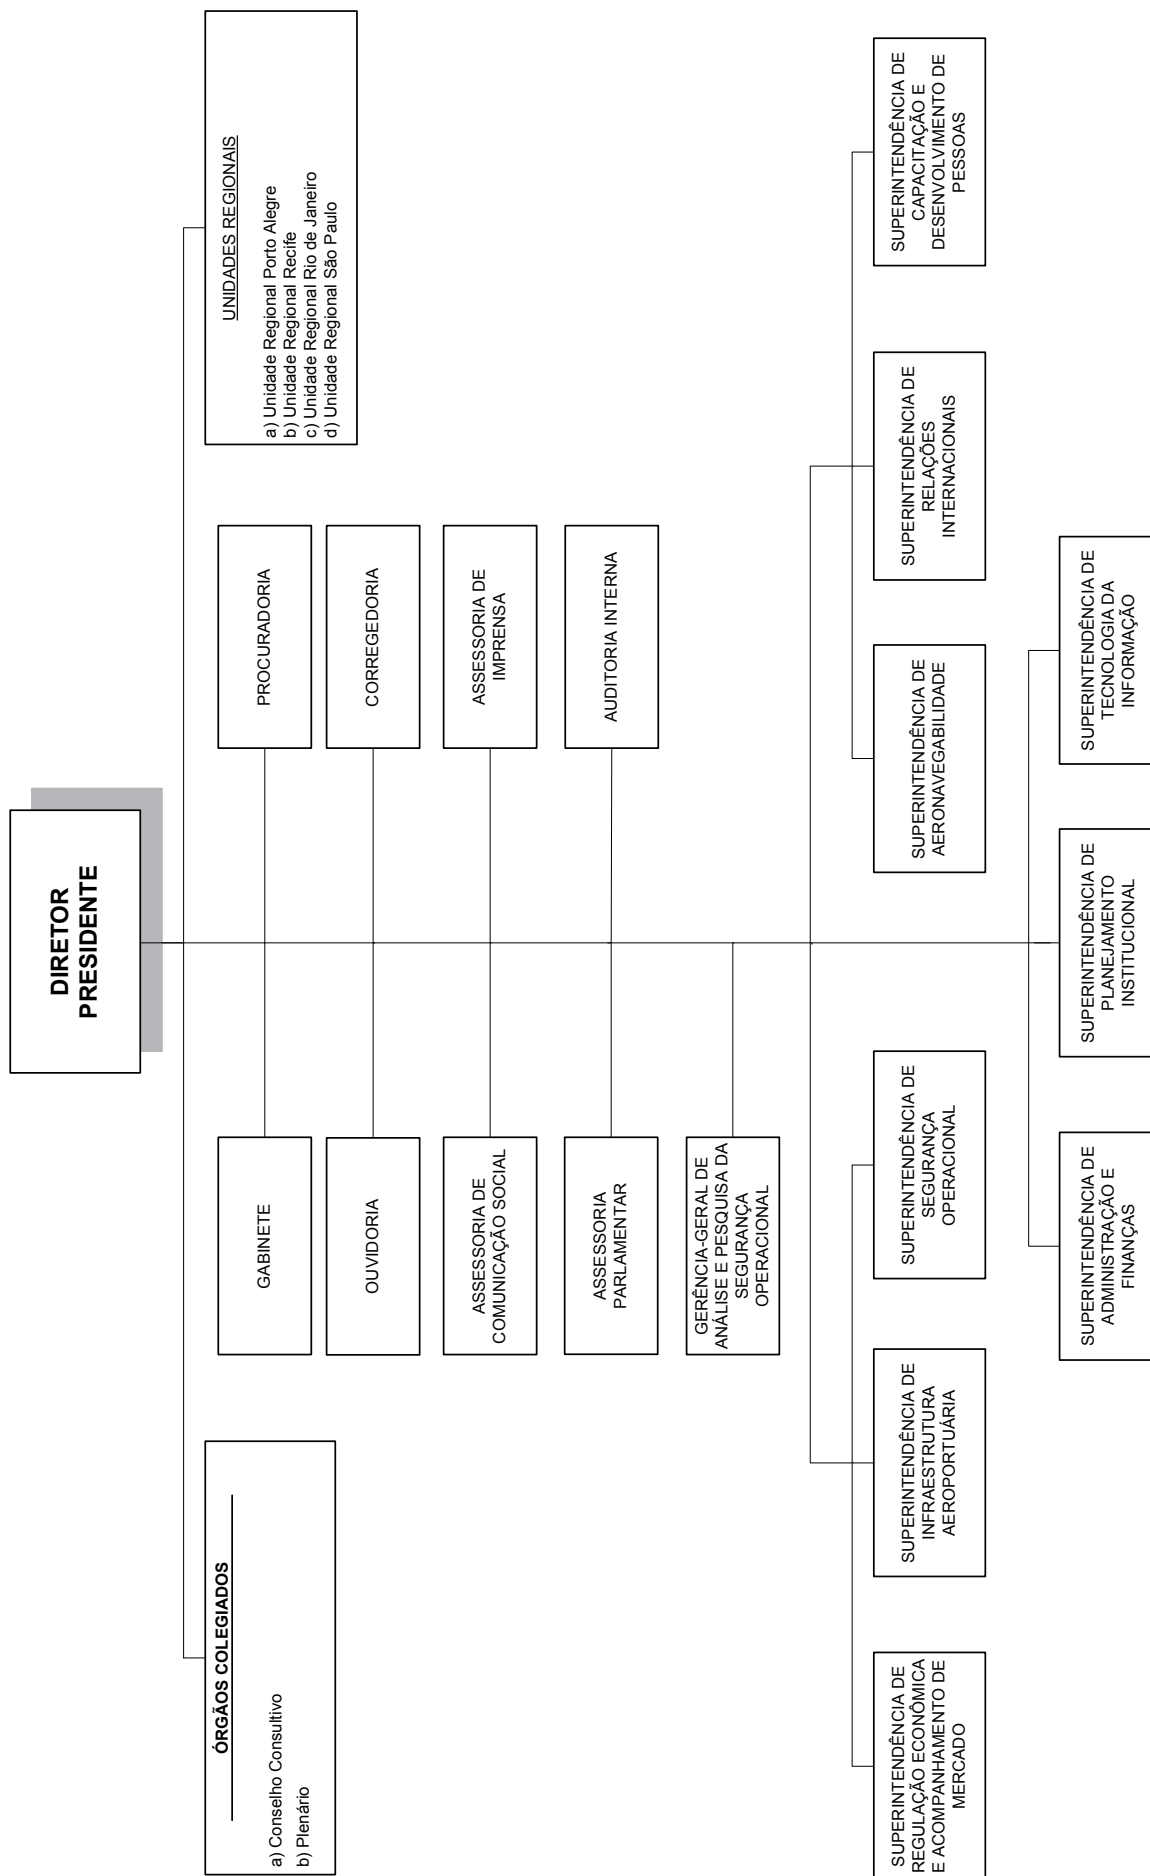 DIRETOR
PRESIDENTE
ÓRGÃOS COLEGIADOS
a) Conselho Consultivo
b) Plenário
UNIDADES REGIONAIS
a) Unidade Regional Porto Alegre
b) Unidade Regional Recife
c) Unidade Regional Rio de Janeiro
d) Unidade Regional São Paulo
GABINETE
PROCURADORIA
OUVIDORIA
CORREGEDORIA
ASSESSORIA DE
COMUNICAÇÃO SOCIAL
ASSESSORIA DE
IMPRENSA
ASSESSORIA
PARLAMENTAR
AUDITORIA INTERNA
GERÊNCIA-GERAL DE
ANÁLISE E PESQUISA DA
SEGURANÇA
OPERACIONAL
SUPERINTENDÊNCIA DE
REGULAÇÃO ECONÔMICA
E ACOMPANHAMENTO DE
MERCADO
SUPERINTENDÊNCIA DE
INFRAESTRUTURA
AEROPORTUÁRIA
SUPERINTENDÊNCIA DE
SEGURANÇA
OPERACIONAL
SUPERINTENDÊNCIA DE
AERONAVEGABILIDADE
SUPERINTENDÊNCIA DE
RELAÇÕES
INTERNACIONAIS
SUPERINTENDÊNCIA DE
CAPACITAÇÃO E
DESENVOLVIMENTO DE
PESSOAS
SUPERINTENDÊNCIA DE
ADMINISTRAÇÃO E
FINANÇAS
SUPERINTENDÊNCIA DE
PLANEJAMENTO
INSTITUCIONAL
SUPERINTENDÊNCIA DE
TECNOLOGIA DA
INFORMAÇÃO